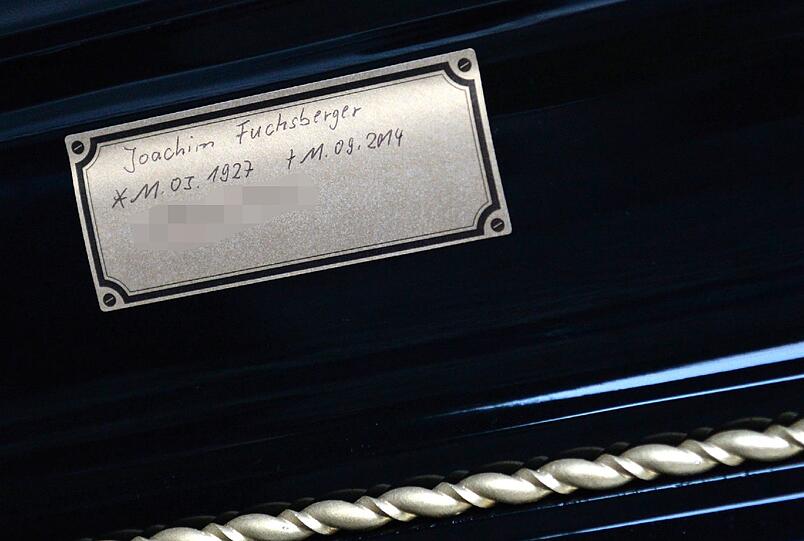 Joachim Fuchsberger
* 11. 03. 1927 † 11. 09. 2014